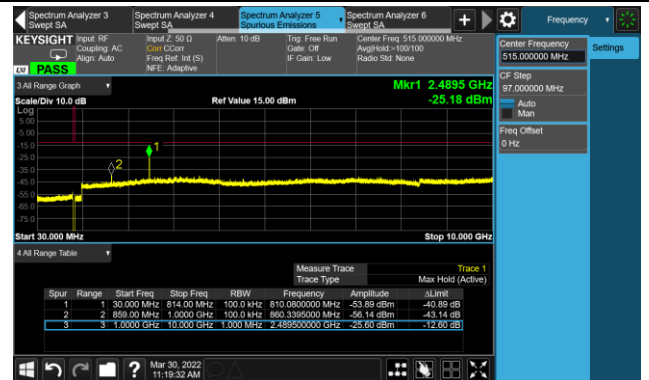 Spectrum Analyzer 3
Swept SA
Spectrum Analyzer 4
Swept SA
Spectrum Analyzer 5
Spurious Emissions
Spectrum Analyzer 6
Swept SA
Frequency
KEYSIGHT
PASS
Input: RF
Coupling: AC
Align: Auto
Input Z: 50 Ω
Corr CCorr
Freq Ref: Int (S)
NFE: Adaptive
Atten: 10 dB
Trig: Free Run
Gate: Off
IF Gain: Low
Center Freq: 515.000000 MHz
Avg|Hold:>100/100
Radio Std: None
Center Frequency
515.000000 MHz
Settings
CF Step
97.000000 MHz
Auto
Man
Freq Offset
0 Hz
3 All Range Graph
Mkr1 2.4895 GHz
Scale/Div 10.0 dB
Ref Value 15.00 dBm
-25.18 dBm
Log
5.00
-5.00
-15.0
-25.0
-35.0
-45.0
-55.0
-65.0
-75.0
1
2
Start 30.000 MHz
Stop 10.000 GHz
4 All Range Table
Measure Trace Trace 1
Trace Type Max Hold (Active)
Spur Range Start Freq Stop Freq RBW Frequency Amplitude ΔLimit
1 1 30.000 MHz 814.00 MHz 100.0 kHz 810.0800000 MHz -53.89 dBm -40.89 dB
2 2 859.00 MHz 1.0000 GHz 100.0 kHz 860.3395000 MHz -56.14 dBm -43.14 dB
3 3 1.0000 GHz 10.000 GHz 1.000 MHz 2.489500000 GHz -25.60 dBm -12.60 dB
Mar 30, 2022
11:19:32 AM